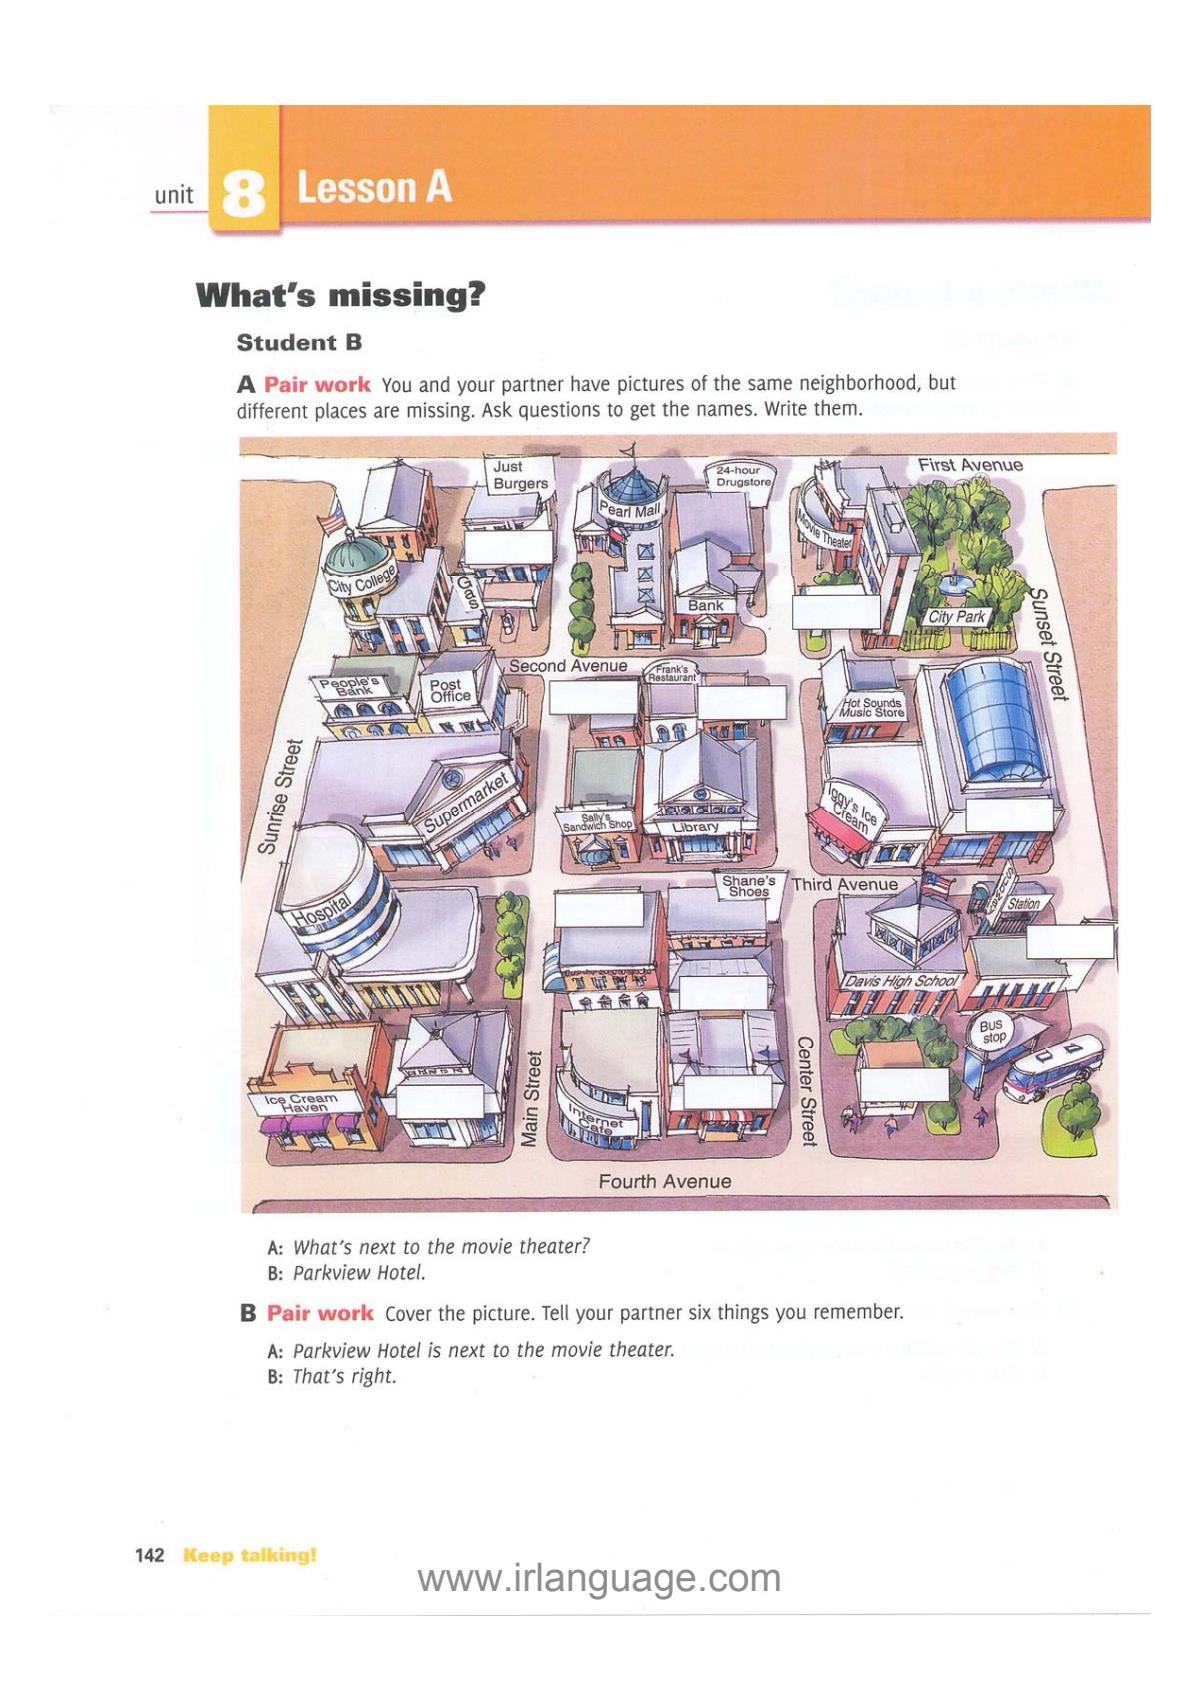 unit 8 Lesson A
What's missing?
Student B
A Pair work You and your partner have pictures of the same neighborhood, but
different places are missing. Ask questions to get the names. Write them.
First Avenue
Just
Burgers
Pearl Mall
24-hour
Drugstore
Movie Theater
City College
Gas
Bank
City Park
Sunset Street
Second Avenue
People's
Bank
Post
Office
Frank's
Restaurant
Hot Sounds
Music Store
Sunrise Street
Supermarket
Sally's
Sandwich Shop
Library
Iggy's Ice
Cream
Shane's
Shoes
Third Avenue
Hospital
Station
Davis High School
Bus
stop
Ice Cream
Haven
Main Street
Internet
Cafe
Center Street
Fourth Avenue
A: What's next to the movie theater?
B: Parkview Hotel.
B Pair work Cover the picture. Tell your partner six things you remember.
A: Parkview Hotel is next to the movie theater.
B: That's right.
142 Keep talking!
www.irlanguage.com